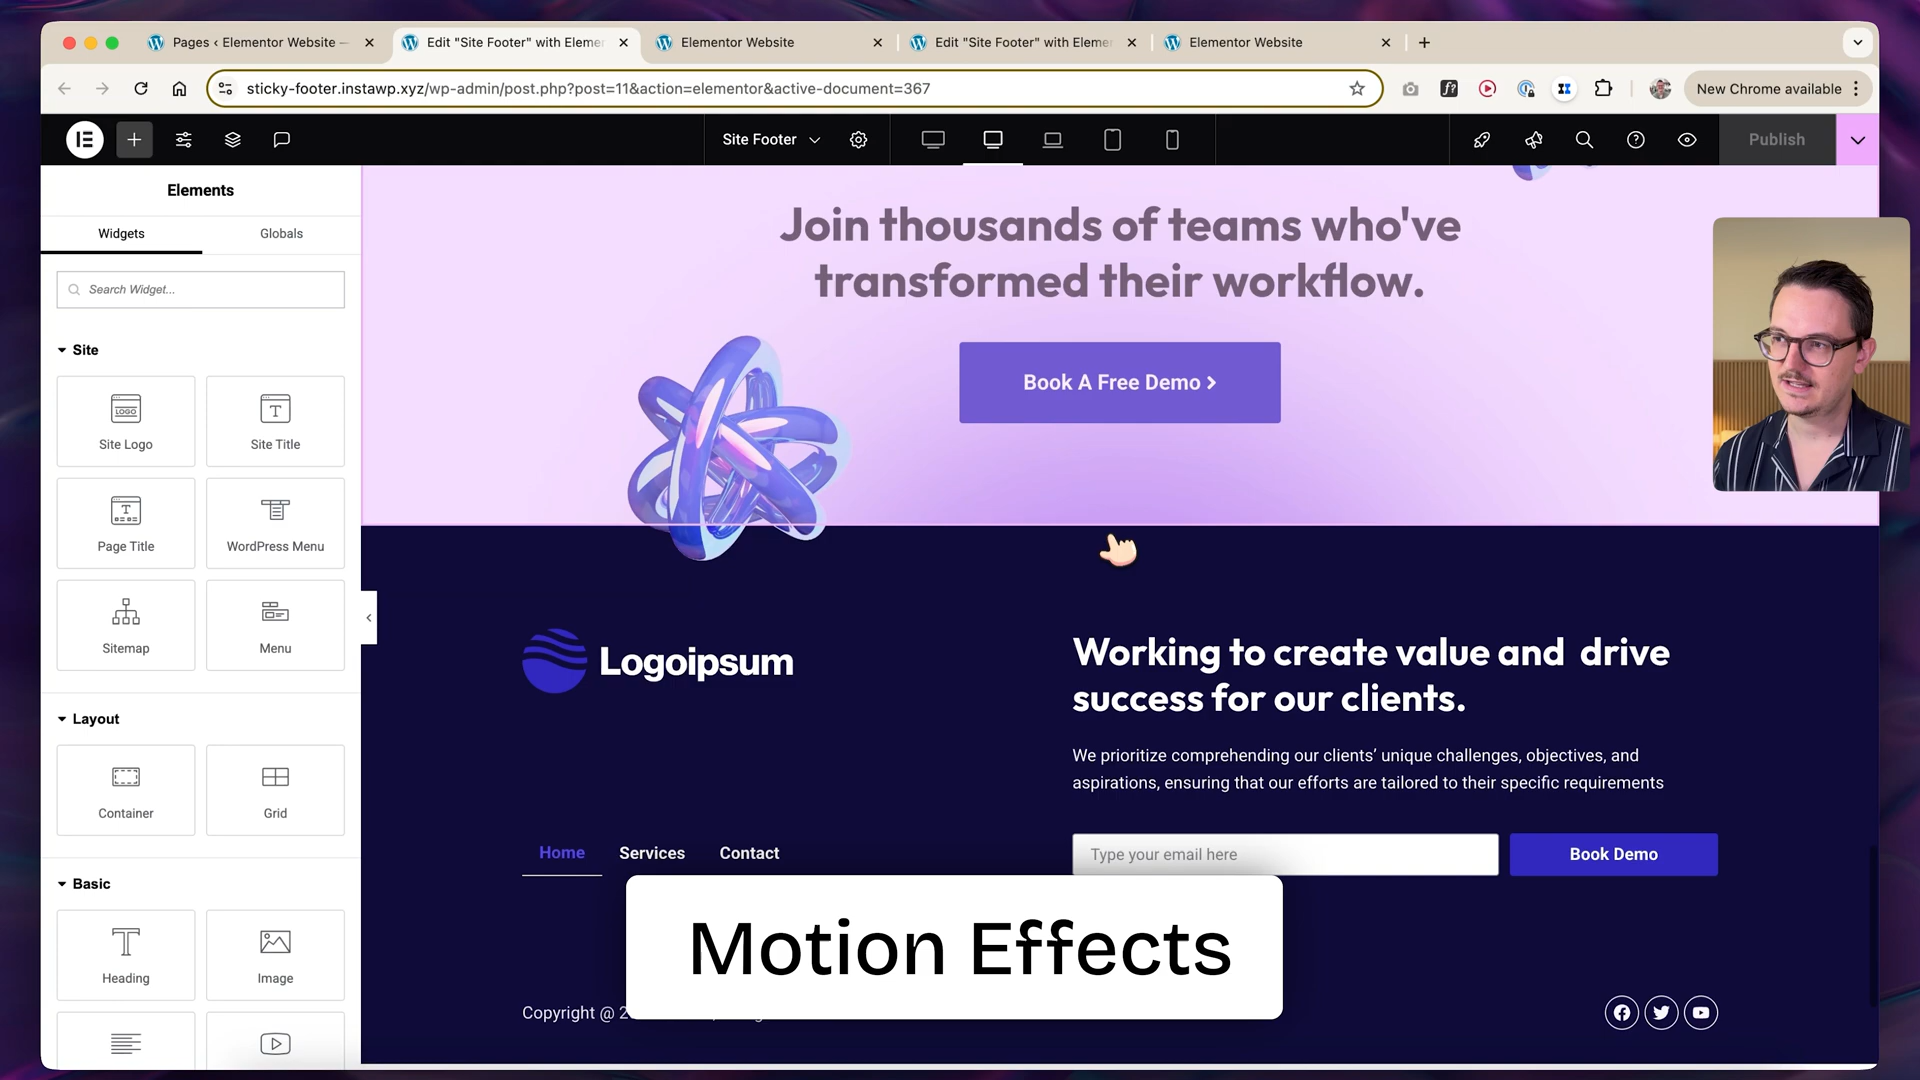 Pages ‹ Elementor Website —
Edit "Site Footer" with Elemer
Elementor Website
Edit "Site Footer" with Elemer
Elementor Website
sticky-footer.instawp.xyz/wp-admin/post.php?post=11&action=elementor&active-document=367
New Chrome available
Site Footer
Publish
Elements
Widgets
Globals
Search Widget...
Site
LOGO
Site Logo
Site Title
Page Title
WordPress Menu
Sitemap
Menu
Layout
Container
Grid
Basic
Heading
Image
Join thousands of teams who've
transformed their workflow.
Book A Free Demo
Logoipsum
Working to create value and drive
success for our clients.
We prioritize comprehending our clients’ unique challenges, objectives, and
aspirations, ensuring that our efforts are tailored to their specific requirements
Home
Services
Contact
Type your email here
Book Demo
Motion Effects
Copyright @ 2